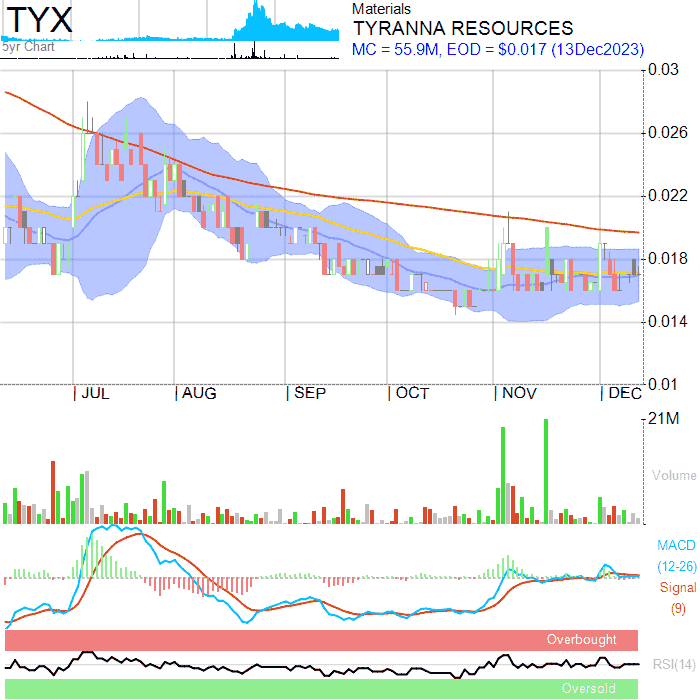 TYX
5yr Chart
Materials
TYRANNA RESOURCES
MC = 55.9M, EOD = $0.017 (13Dec2023)
0.03
0.026
0.022
0.018
0.014
0.01
JUL AUG SEP OCT NOV DEC
21M
Volume
MACD
(12-26)
Signal
(9)
Overbought
RSI(14)
Oversold